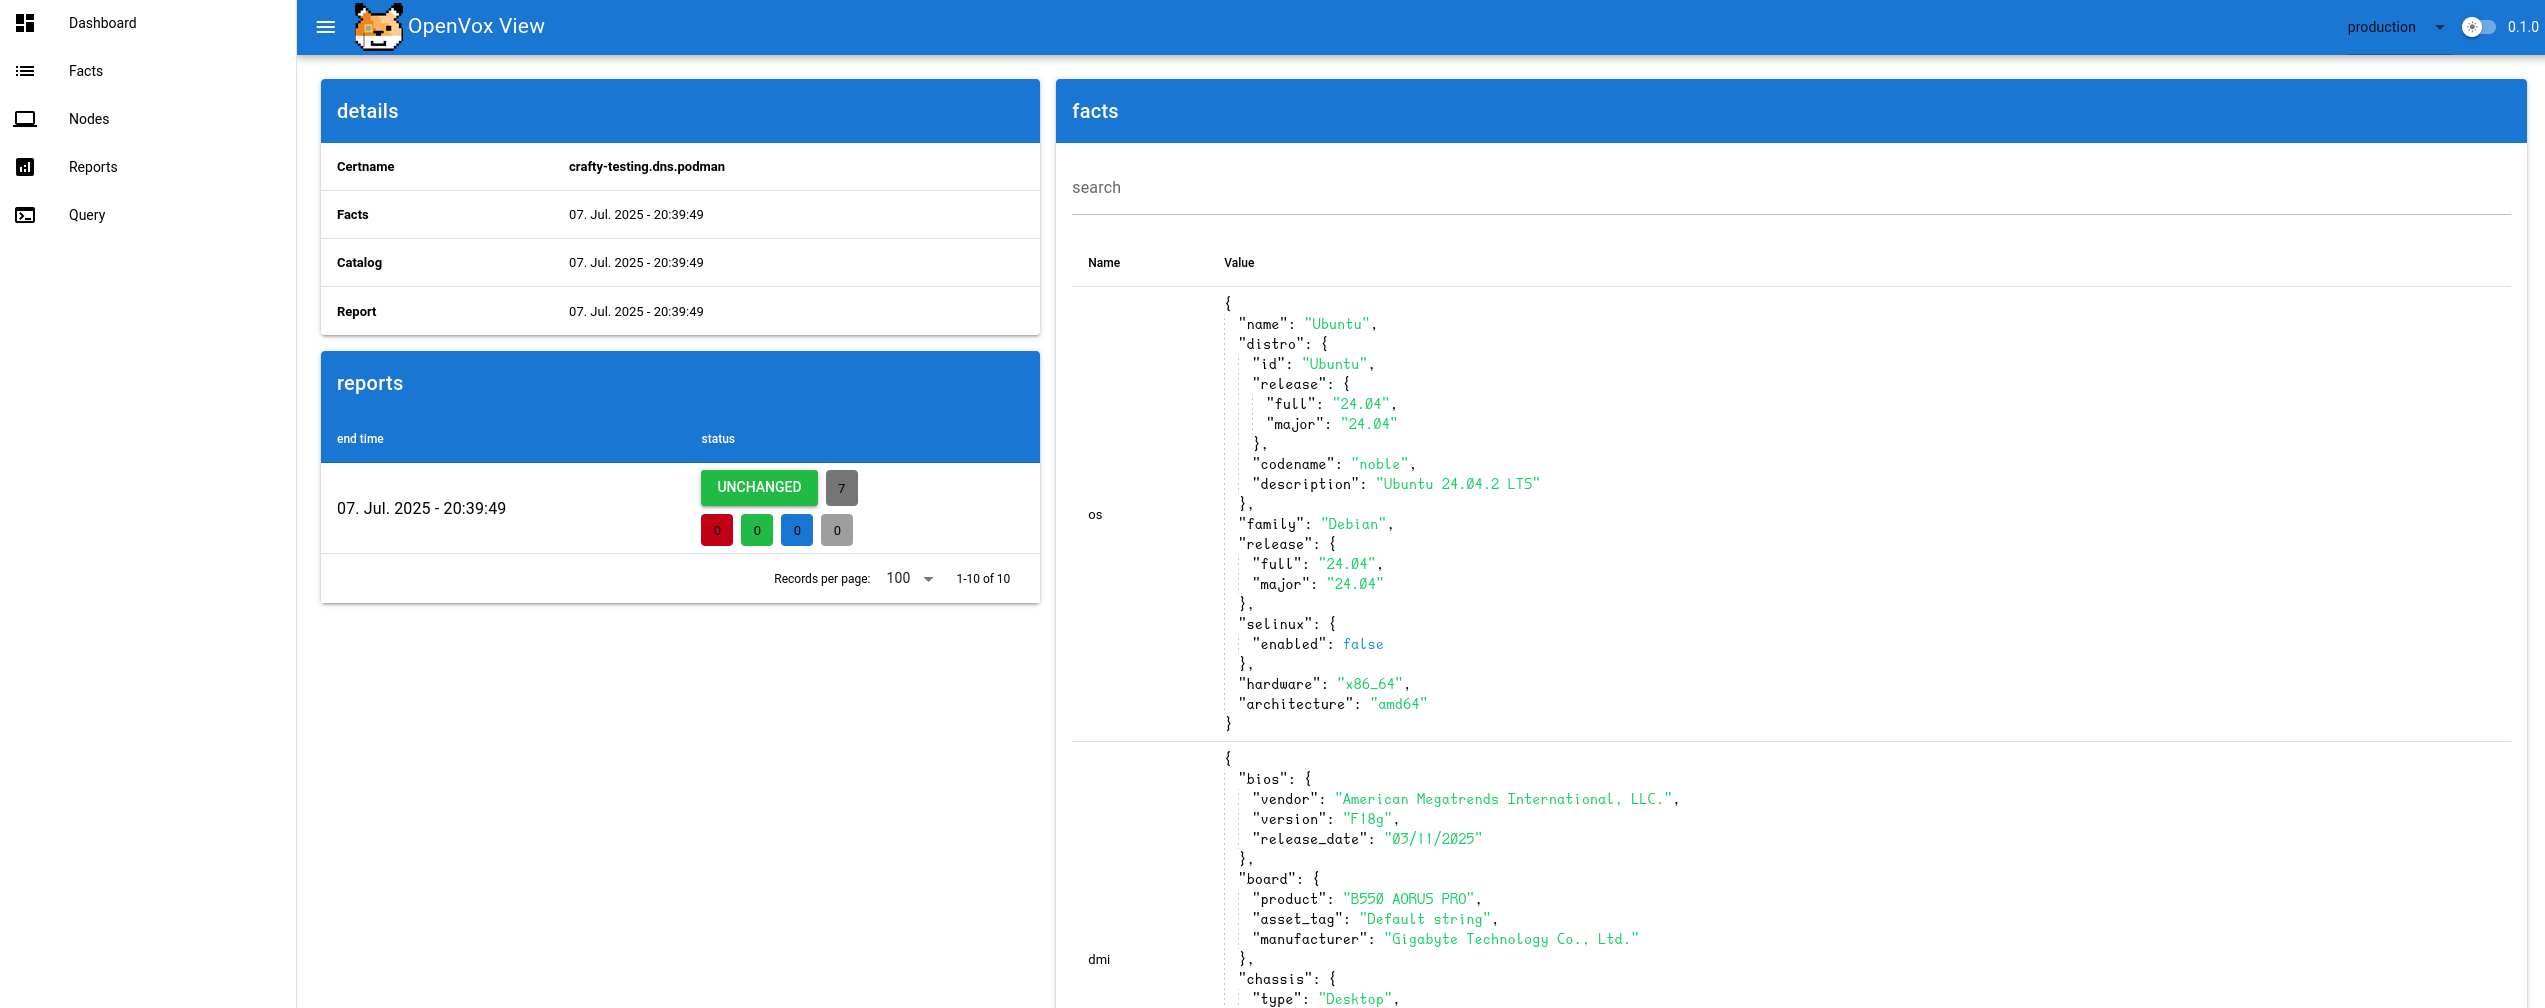 Dashboard
Facts
Nodes
Reports
Query
OpenVox View
production
0.1.0
details
Certname crafty-testing.dns.podman
Facts 07. Jul. 2025 - 20:39:49
Catalog 07. Jul. 2025 - 20:39:49
Report 07. Jul. 2025 - 20:39:49
reports
end time status
07. Jul. 2025 - 20:39:49
UNCHANGED 7
0 0 0 0
Records per page: 100 1-10 of 10
facts
search
Name Value
os
{
"name": "Ubuntu",
"distro": {
"id": "Ubuntu",
"release": {
"full": "24.04",
"major": "24.04"
},
"codename": "noble",
"description": "Ubuntu 24.04.2 LTS"
},
"family": "Debian",
"release": {
"full": "24.04",
"major": "24.04"
},
"selinux": {
"enabled": false
},
"hardware": "x86_64",
"architecture": "amd64"
}
dmi
{
"bios": {
"vendor": "American Megatrends International, LLC.",
"version": "F18g",
"release_date": "03/11/2025"
},
"board": {
"product": "B550 AORUS PRO",
"asset_tag": "Default string",
"manufacturer": "Gigabyte Technology Co., Ltd."
},
"chassis": {
"type": "Desktop",